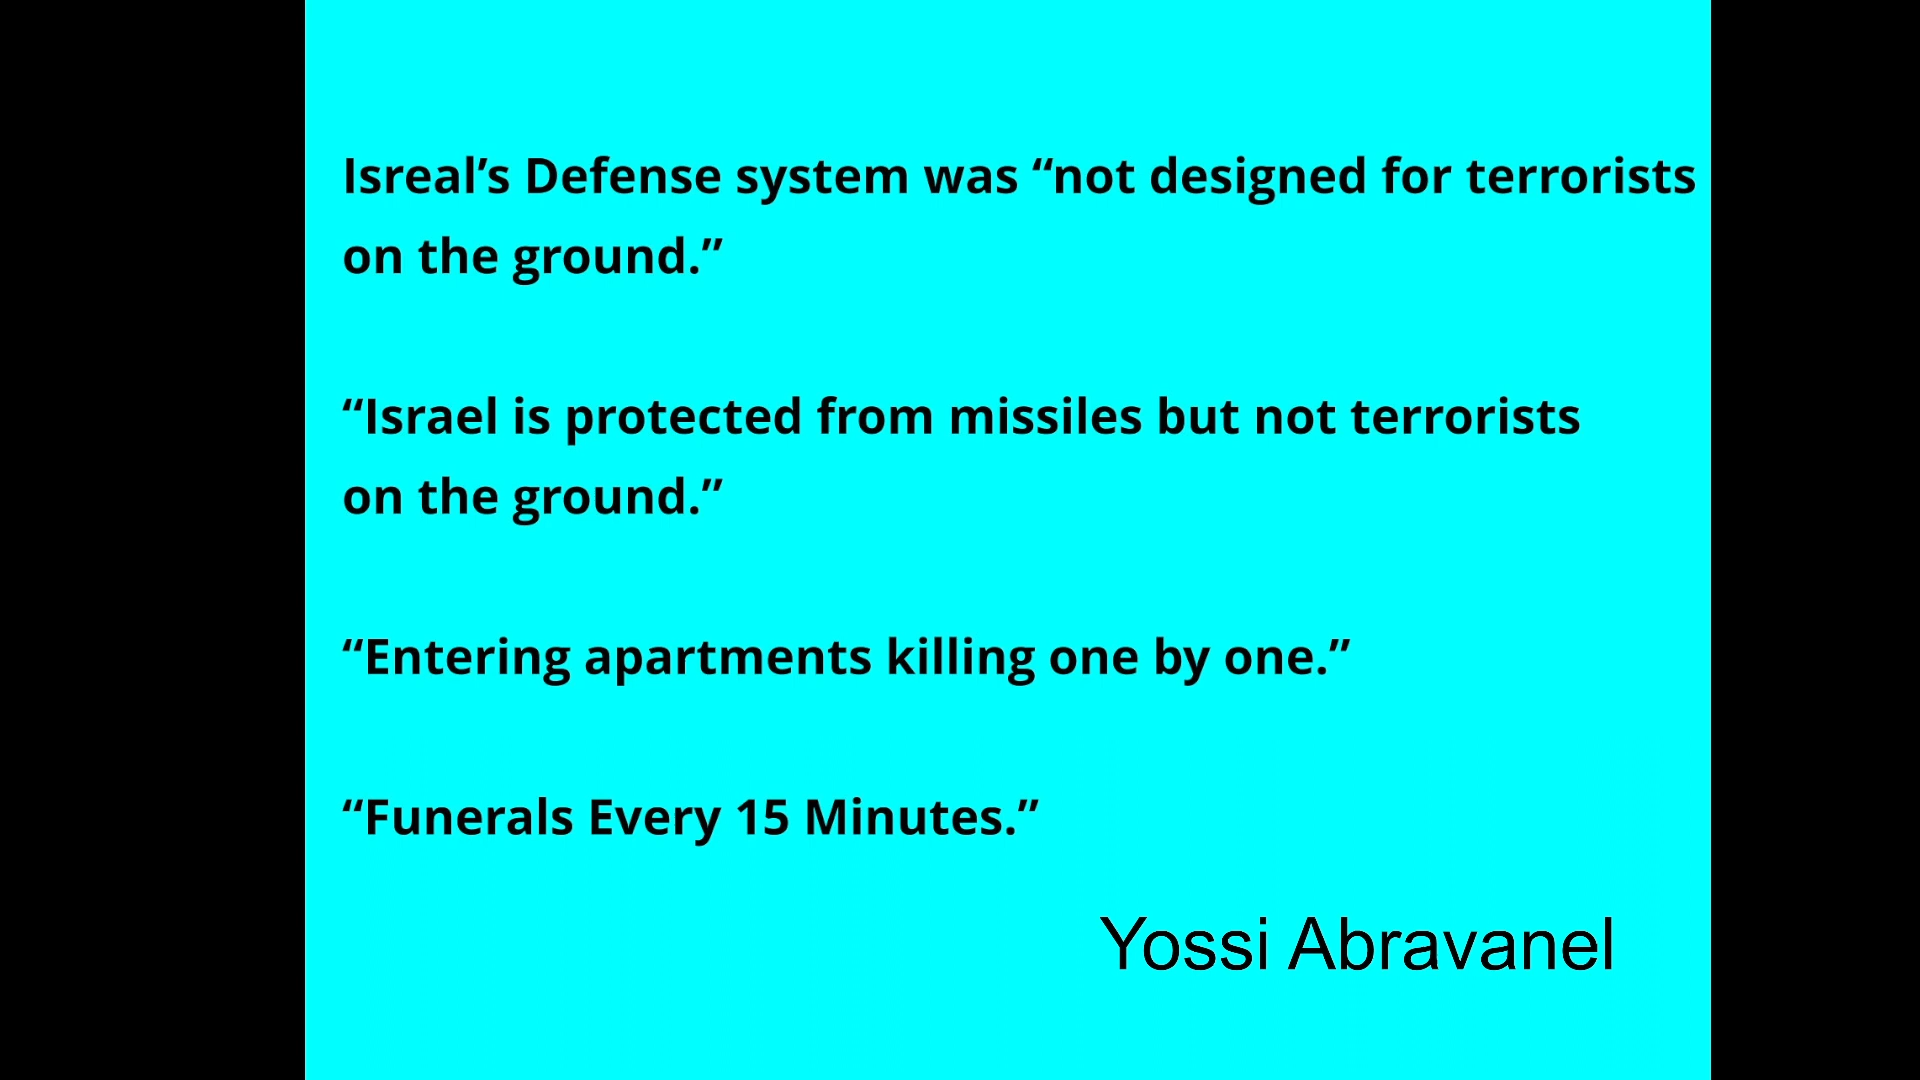 Isreal’s Defense system was “not designed for terrorists
on the ground.”
“Israel is protected from missiles but not terrorists
on the ground.”
“Entering apartments killing one by one.”
“Funerals Every 15 Minutes.”
Yossi Abravanel